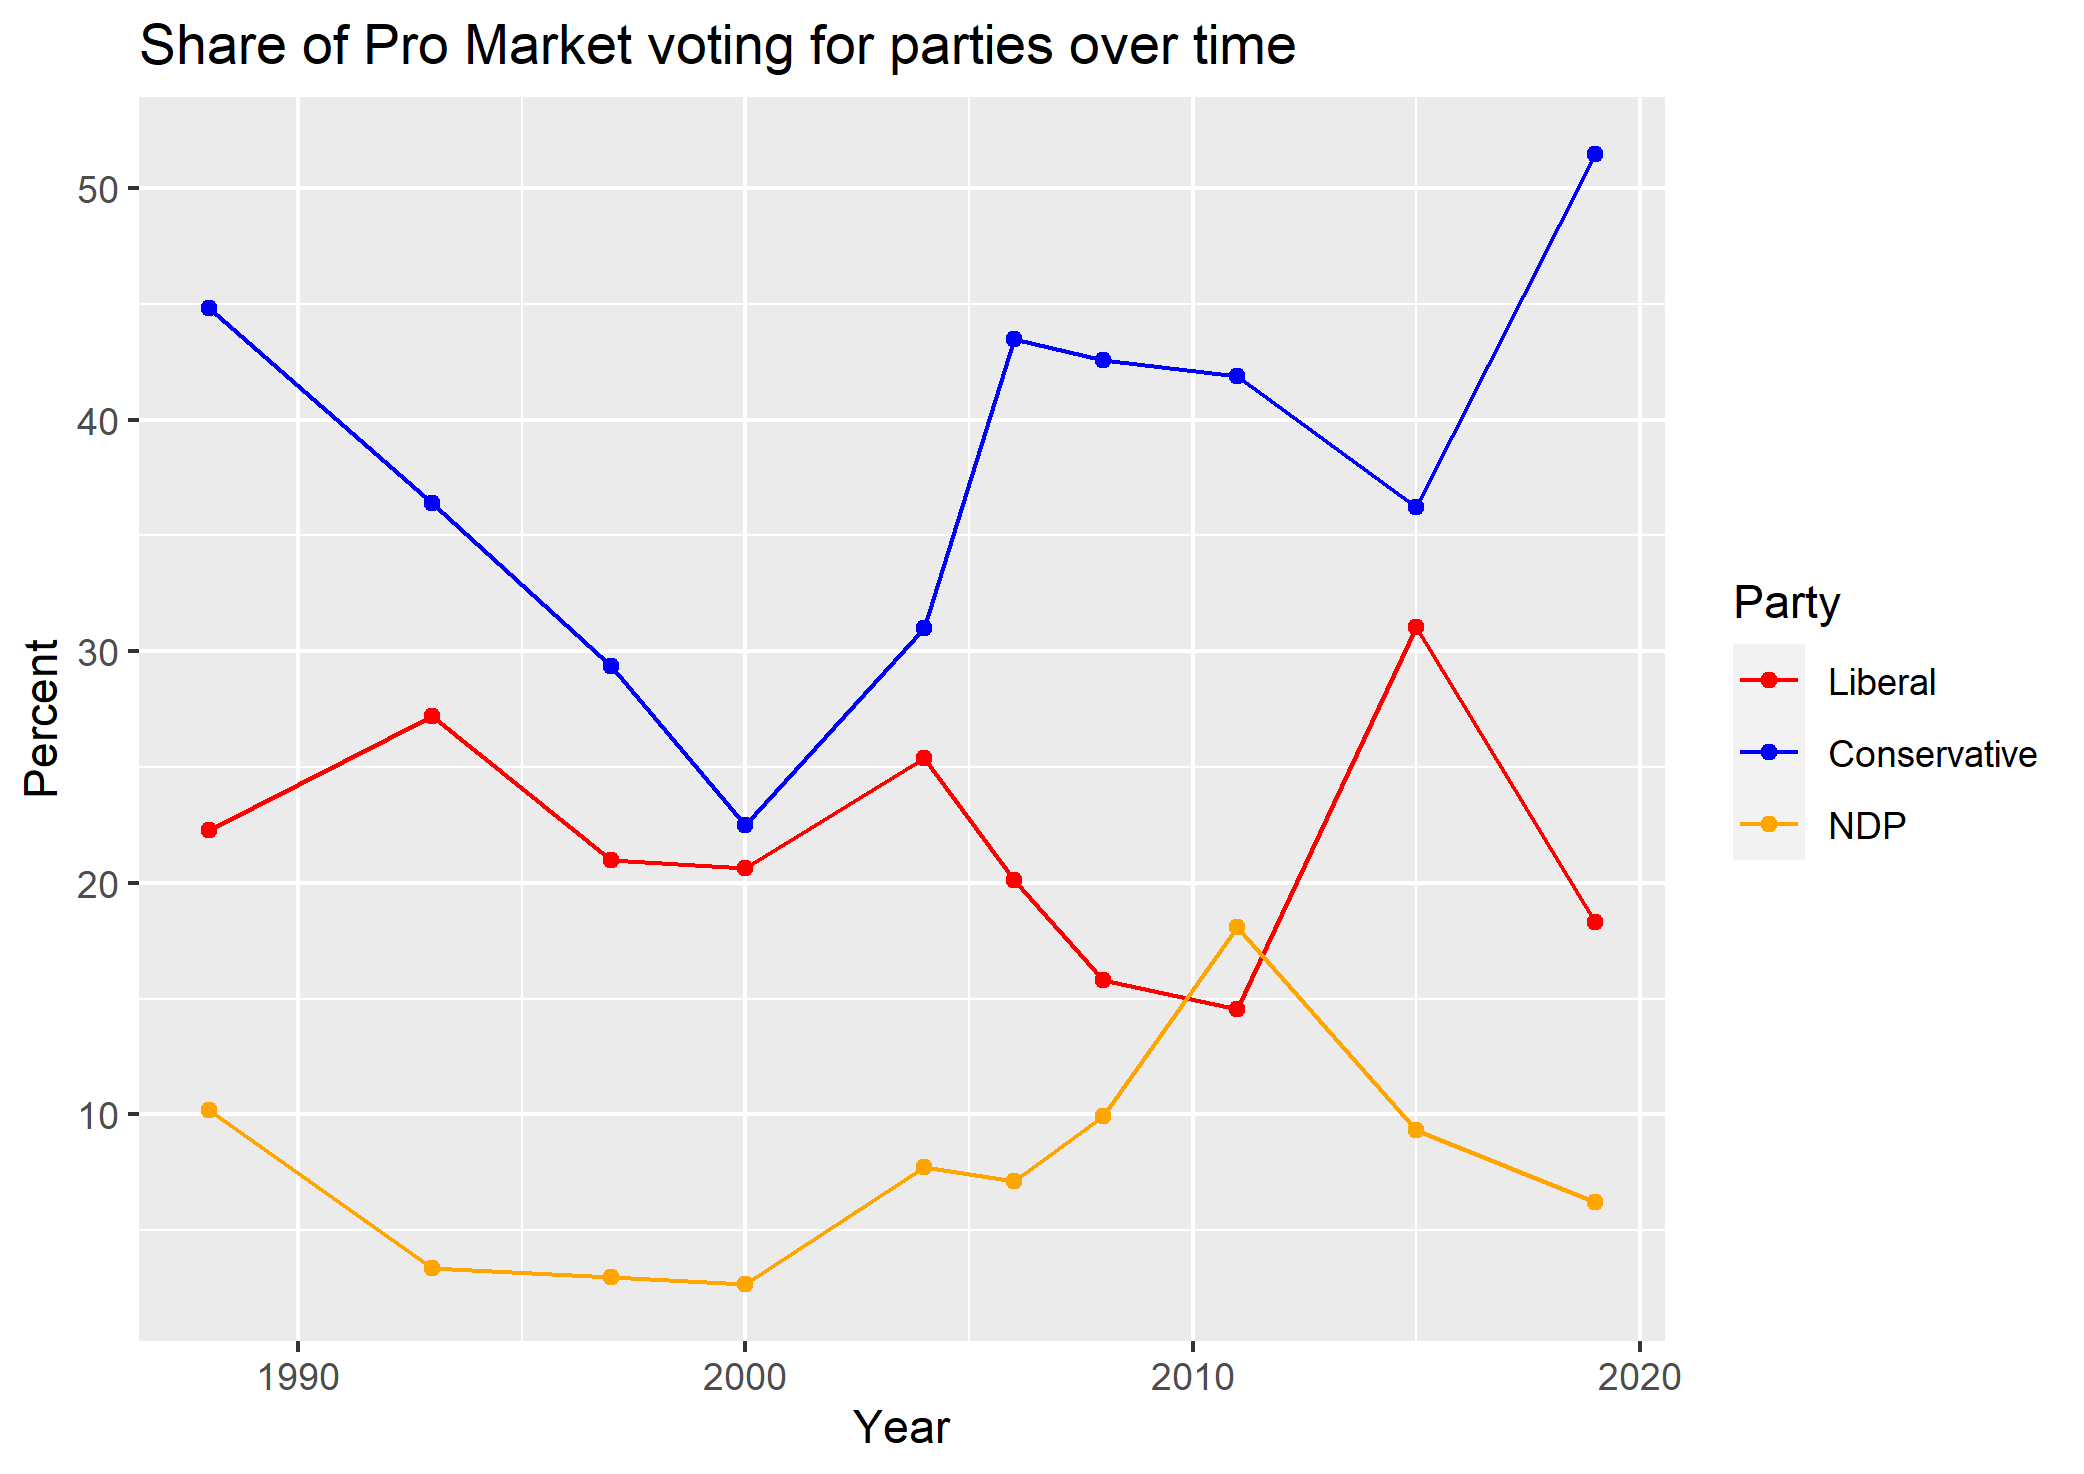 Share of Pro Market voting for parties over time
Percent
50
40
30
20
10
1990 2000 2010 2020
Year
Party
Liberal
Conservative
NDP